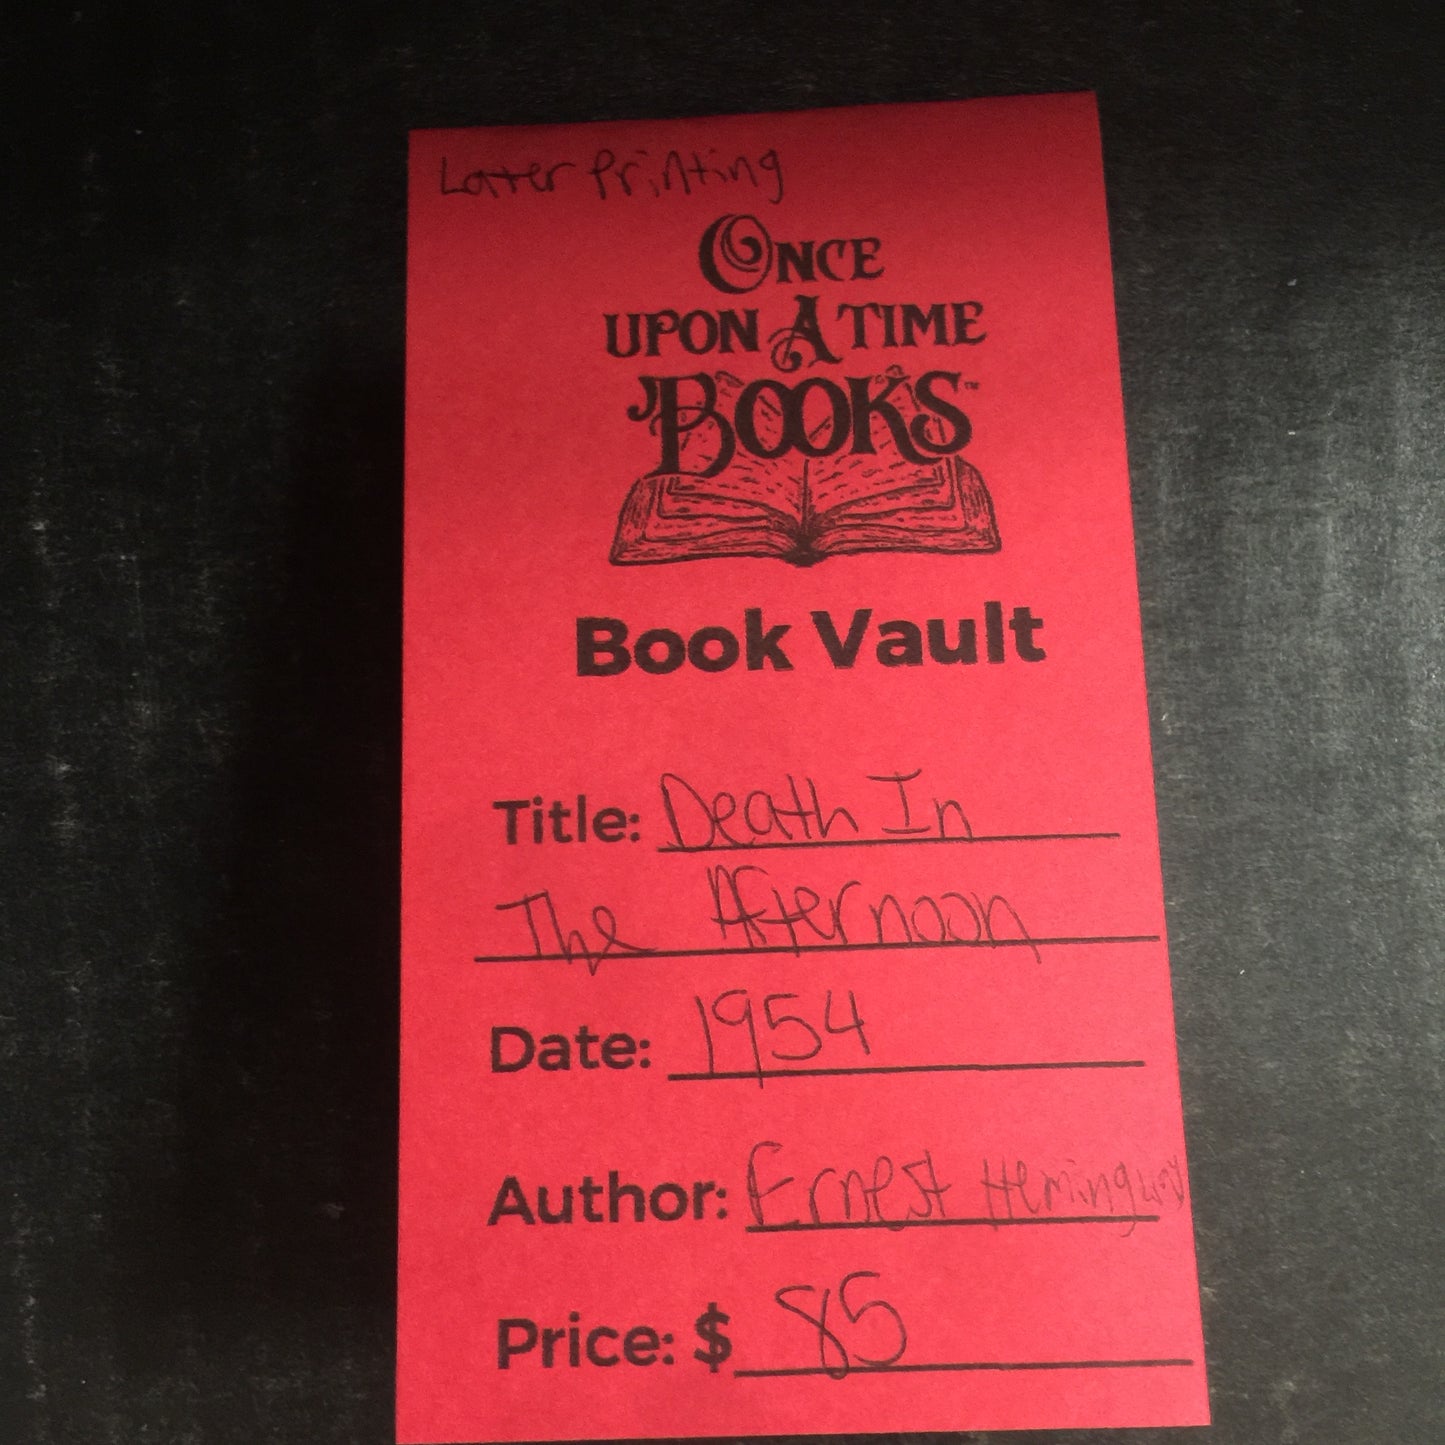 Later Printing
ONCE
UPON A TIME
BOOKS™
Book Vault
Title: Death In
The Afternoon
Date: 1954
Author: Ernest Hemingway
Price: $ 85